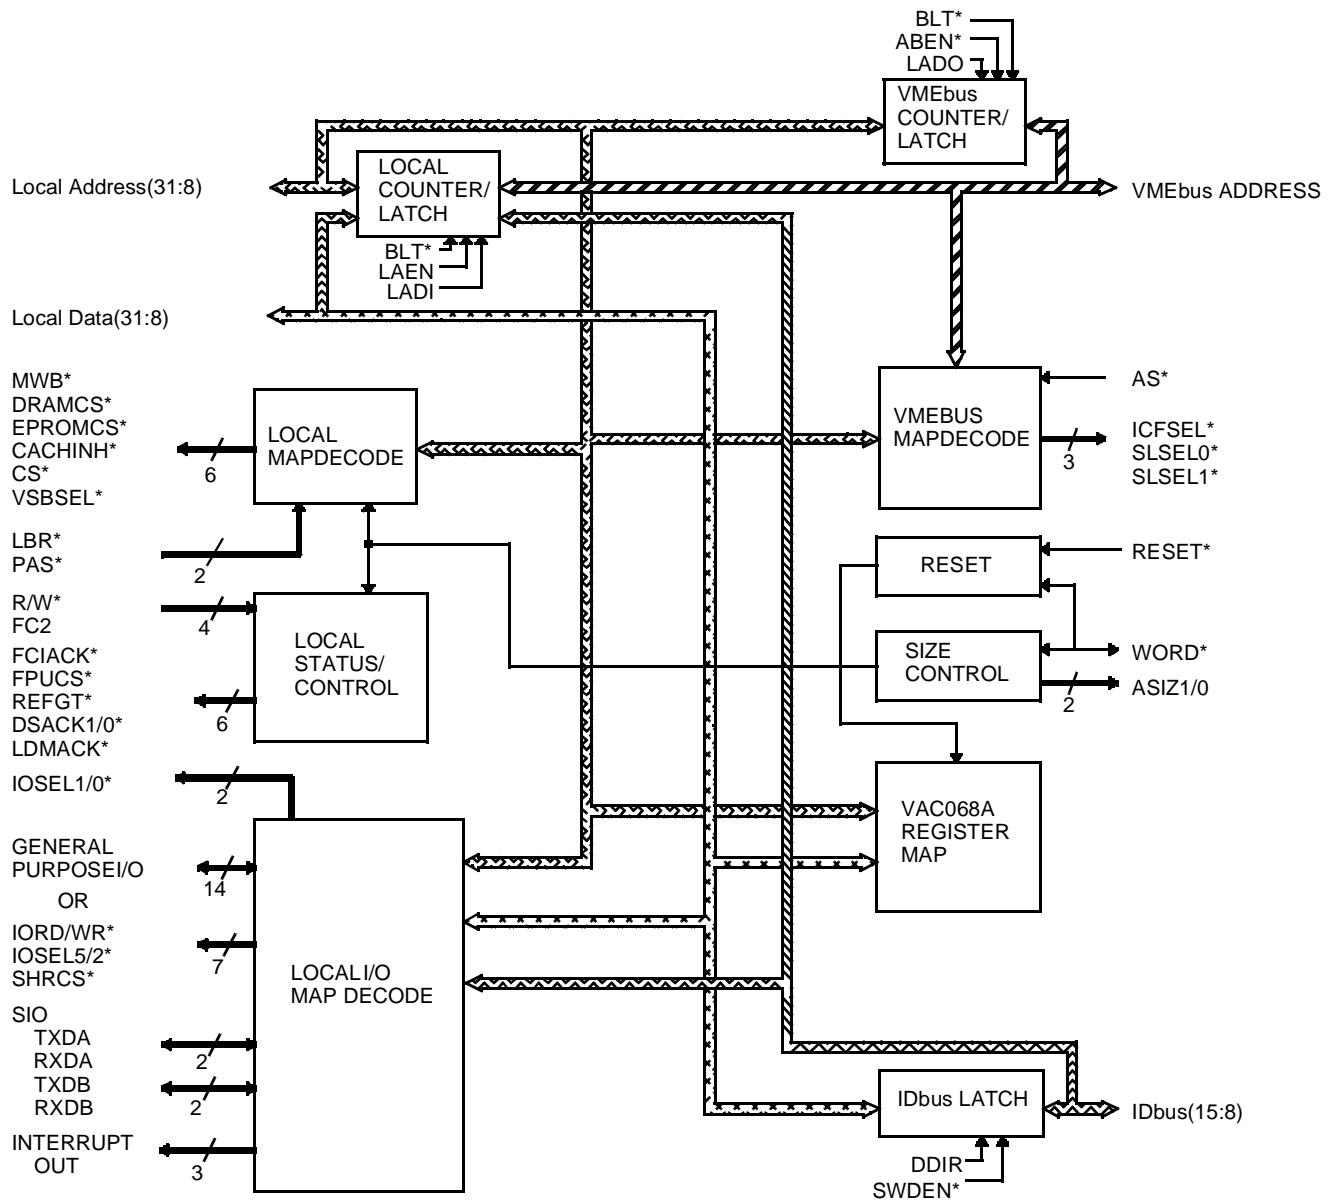 BLT*
ABEN*
LADO
VMEbus
COUNTER/
LATCH
LOCAL
COUNTER/
LATCH
Local Address(31:8)
VMEbus ADDRESS
BLT*
LAEN
LADI
Local Data(31:8)
MWB*
DRAMCS*
EPROMCS*
CACHINH*
CS*
VSBSEL*
6
LOCAL
MAPDECODE
VMEBUS
MAPDECODE
AS*
ICFSEL*
SLSEL0*
SLSEL1*
3
LBR*
PAS*
2
RESET
RESET*
R/W*
FC2
4
LOCAL
STATUS/
CONTROL
SIZE
CONTROL
WORD*
ASIZ1/0
2
FCIACK*
FPUCS*
REFGT*
DSACK1/0*
LDMACK*
6
IOSEL1/0*
2
VAC068A
REGISTER
MAP
GENERAL
PURPOSEI/O
14
OR
IORD/WR*
IOSEL5/2*
SHRCS*
7
LOCALI/O
MAP DECODE
SIO
TXDA
RXDA
2
TXDB
RXDB
2
INTERRUPT
OUT
3
IDbus LATCH
IDbus(15:8)
DDIR
SWDEN*